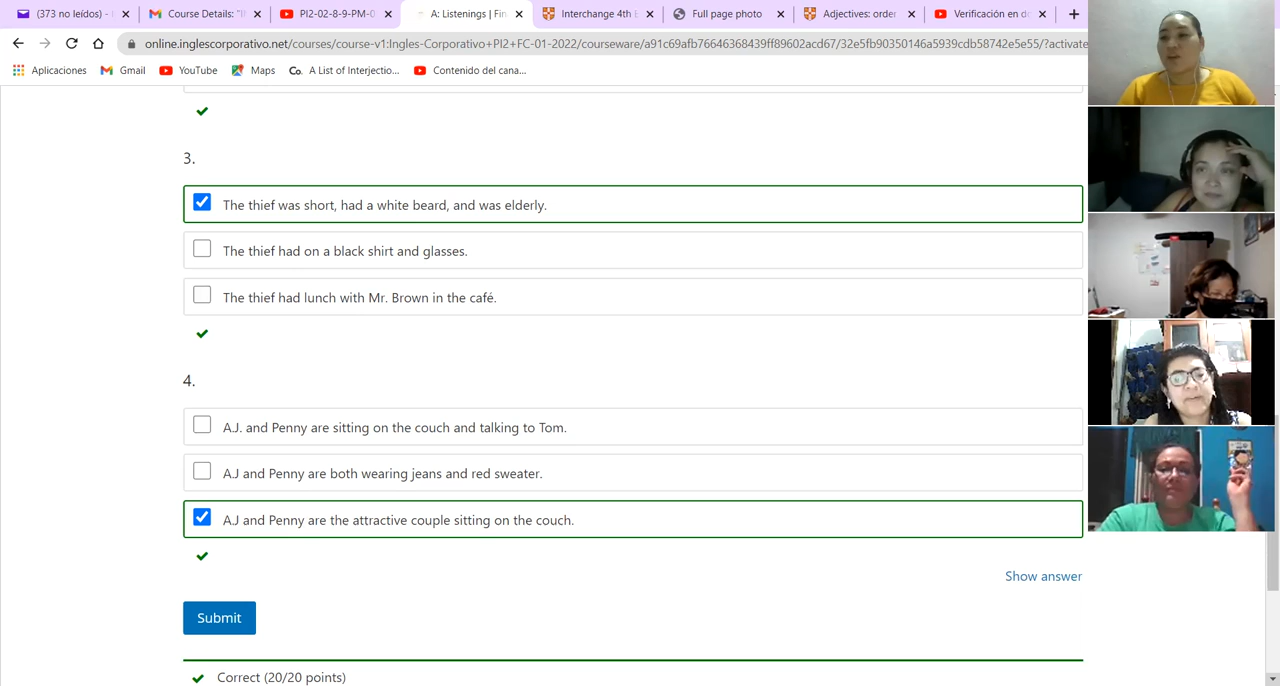 (373 no leídos) -
Course Details: "I
PI2-02-8-9-PM-0
A: Listenings | Fin
Interchange 4th E
Full page photo
Adjectives: order
Verificación en de
online.inglescorporativo.net/courses/course-v1:Ingles-Corporativo+PI2+FC-01-2022/courseware/a91c69afb76646368439ff89602acd67/32e5fb90350146a5939cdb58742e5e55/?activate
Aplicaciones
Gmail
YouTube
Maps
Co. A List of Interjectio...
Contenido del cana...
3.
The thief was short, had a white beard, and was elderly.
The thief had on a black shirt and glasses.
The thief had lunch with Mr. Brown in the café.
4.
A.J. and Penny are sitting on the couch and talking to Tom.
A.J and Penny are both wearing jeans and red sweater.
A.J and Penny are the attractive couple sitting on the couch.
Show answer
Submit
Correct (20/20 points)